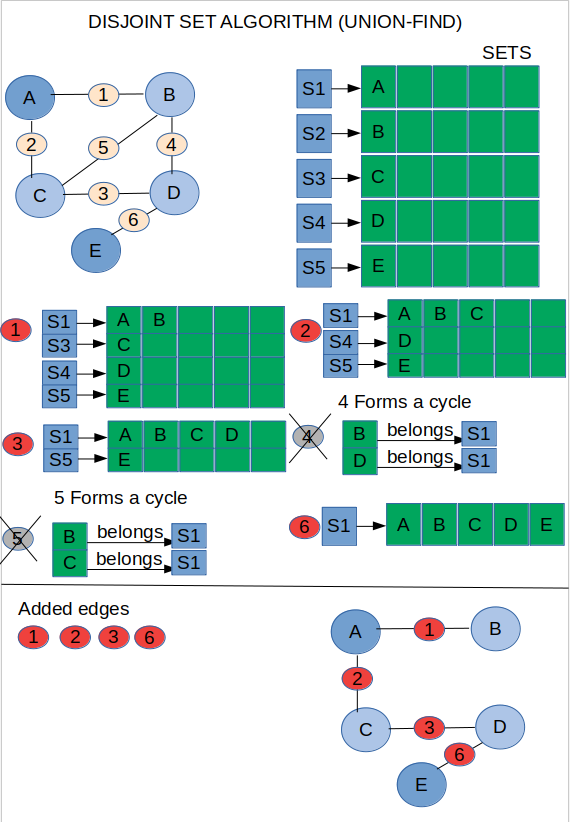 DISJOINT SET ALGORITHM (UNION-FIND)
SETS
A 1 B
2 5 4
C 3 D
6
E
S1 A
S2 B
S3 C
S4 D
S5 E
1
S1 A B
S3 C
S4 D
S5 E
2
S1 A B C
S4 D
S5 E
3
S1 A B C D
S5 E
4 Forms a cycle
4
B belongs S1
D belongs S1
5 Forms a cycle
5
B belongs S1
C belongs S1
6 S1 A B C D E
Added edges
1 2 3 6
A 1 B
2
C 3 D
6
E